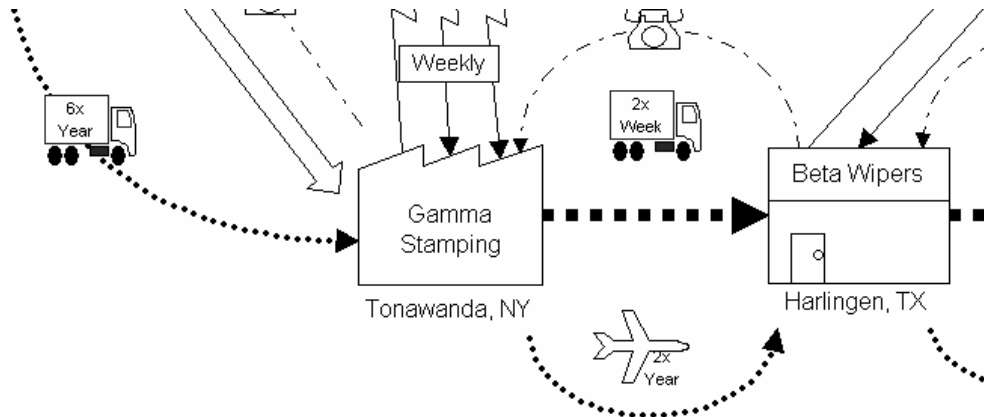 Weekly
6x
Year
2x
Week
Beta Wipers
Gamma
Stamping
Tonawanda, NY
Harlingen, TX
2x
Year